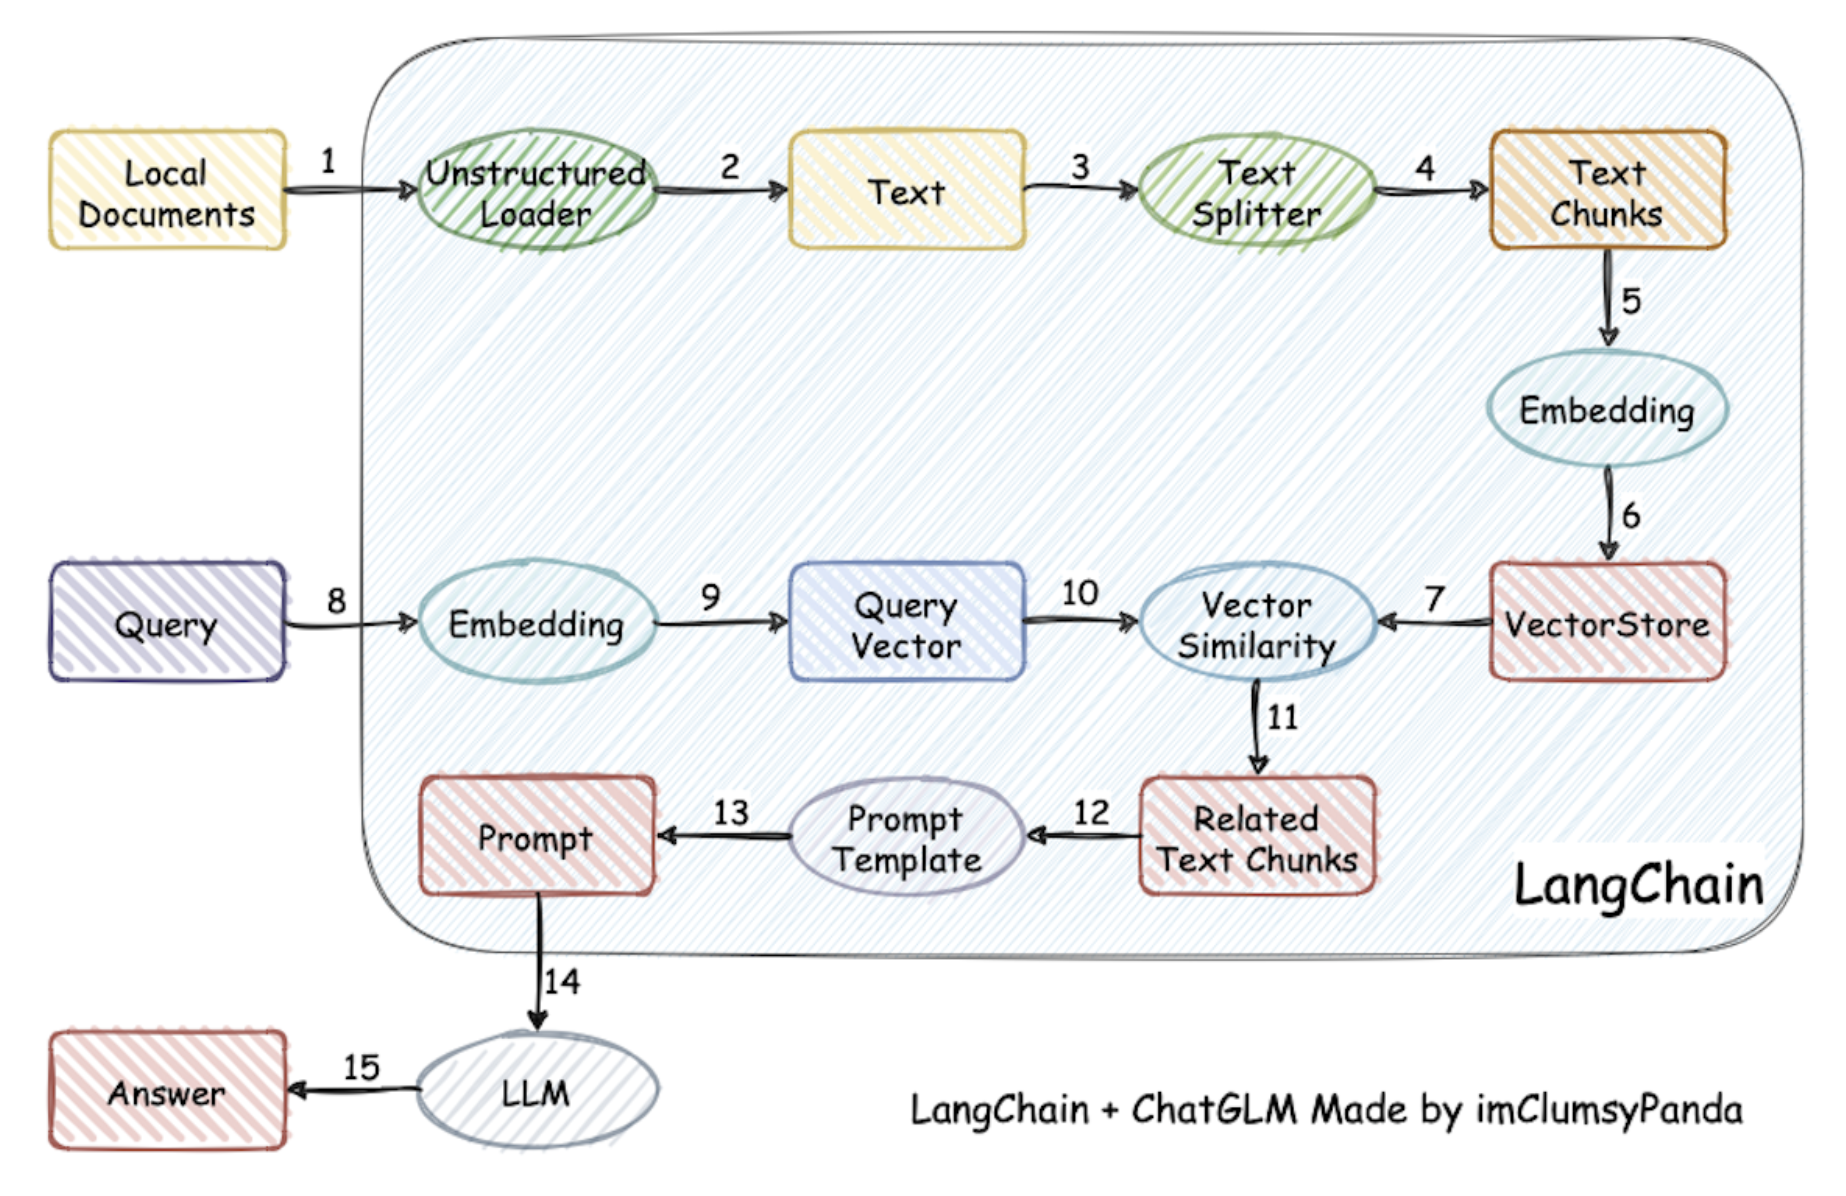 Local
Documents
1
Unstructured
Loader
2
Text
3
Text
Splitter
4
Text
Chunks
5
Embedding
6
Query
8
Embedding
9
Query
Vector
10
Vector
Similarity
7
VectorStore
11
Prompt
13
Prompt
Template
12
Related
Text Chunks
LangChain
14
Answer
15
LLM
LangChain + ChatGLM Made by imClumsyPanda